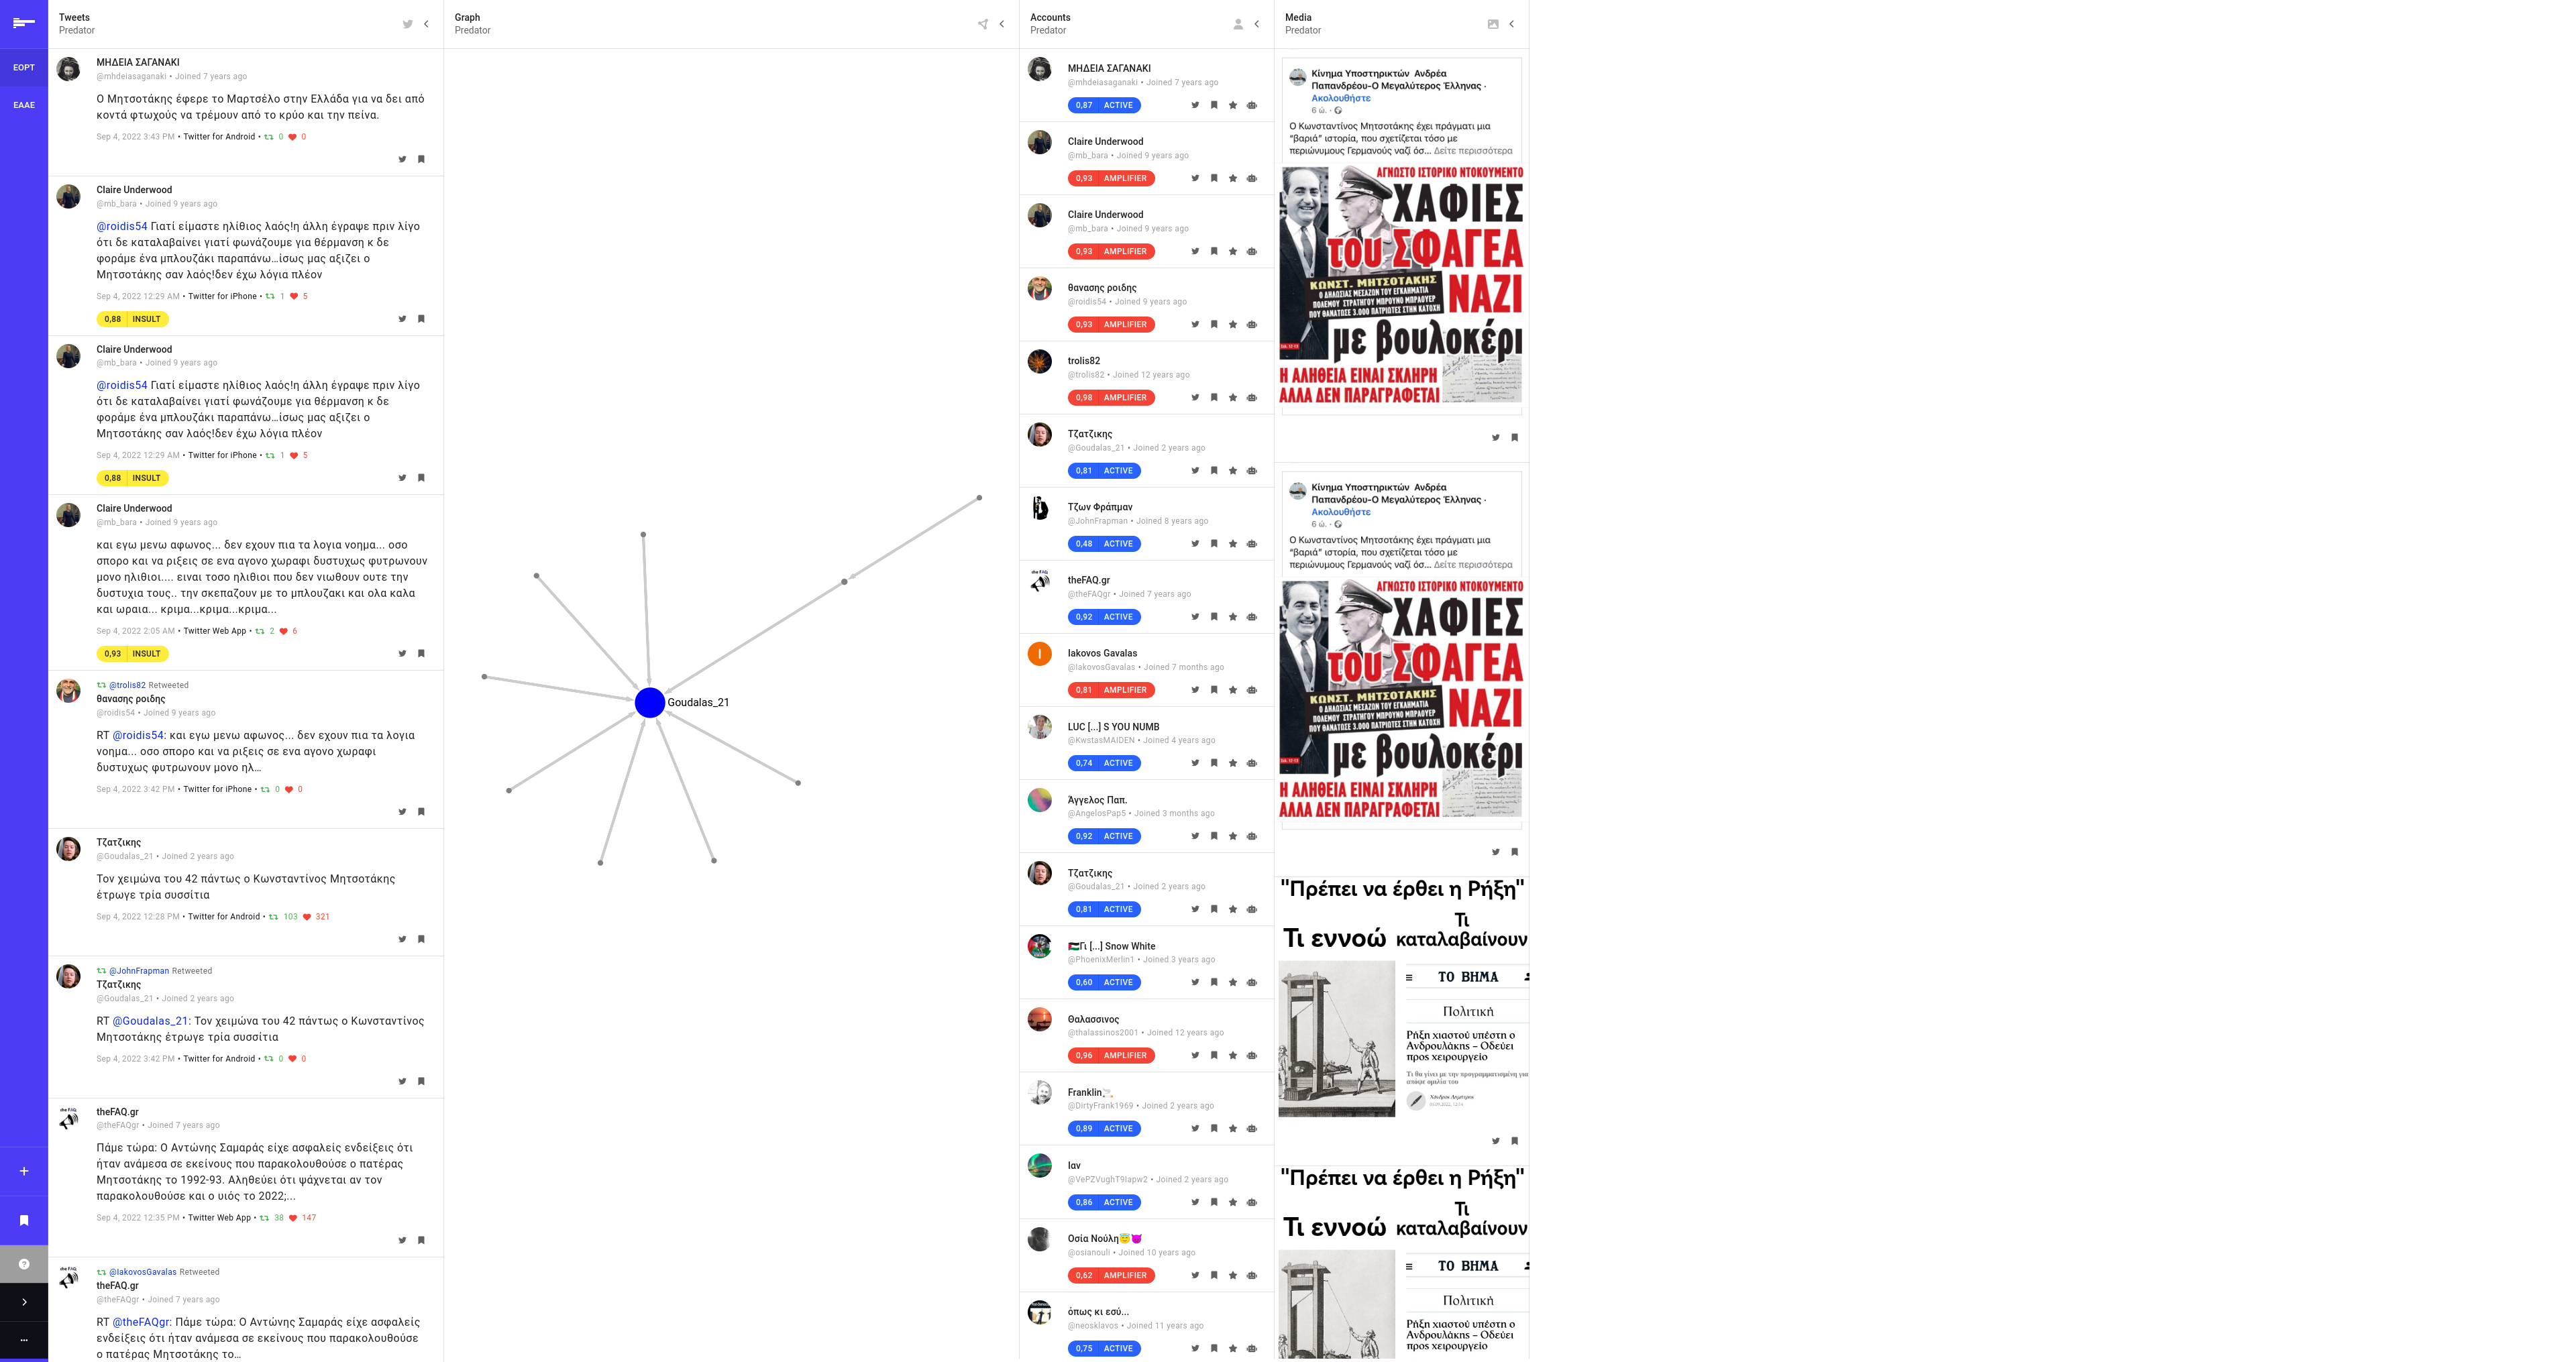 EOPT
EAAE
Tweets
Predator
ΜΗΔΕΙΑ ΣΑΓΑΝΑΚΙ
@mhdeiasaganaki • Joined 7 years ago
Ο Μητσοτάκης έφερε το Μαρτσέλο στην Ελλάδα για να δει από
κοντά φτωχούς να τρέμουν από το κρύο και την πείνα.
Sep 4, 2022 3:43 PM • Twitter for Android • 0 0
Claire Underwood
@mb_bara • Joined 9 years ago
@roidis54 Γιατί είμαστε ηλίθιος λαός!η άλλη έγραψε πριν λίγο
ότι δε καταλαβαίνει γιατί φωνάζουμε για θέρμανση κ δε
φοράμε ένα μπλουζάκι παραπάνω…ίσως μας αξίζει ο
Μητσοτάκης σαν λαός!δεν έχω λόγια πλέον
Sep 4, 2022 12:29 AM • Twitter for iPhone • 1 5
0,88 INSULT
Claire Underwood
@mb_bara • Joined 9 years ago
@roidis54 Γιατί είμαστε ηλίθιος λαός!η άλλη έγραψε πριν λίγο
ότι δε καταλαβαίνει γιατί φωνάζουμε για θέρμανση κ δε
φοράμε ένα μπλουζάκι παραπάνω…ίσως μας αξίζει ο
Μητσοτάκης σαν λαός!δεν έχω λόγια πλέον
Sep 4, 2022 12:29 AM • Twitter for iPhone • 1 5
0,88 INSULT
Claire Underwood
@mb_bara • Joined 9 years ago
και εγω μενω αφωνος... δεν εχουν πια τα λογια νοημα... οσο
σπορο και να ριξεις σε ενα αγονο χωραφι δυστυχως φυτρωνουν
μονο ηλιθιοι.... ειναι τοσο ηλιθιοι που δεν νιωθουν ουτε την
δυστυχια τους.. την σκεπαζουν με το μπλουζακι και ολα καλα
και ωραια... κριμα...κριμα...κριμα...
Sep 4, 2022 2:05 AM • Twitter Web App • 2 6
0,93 INSULT
@trolis82 Retweeted
θανασης ροιδης
@roidis54 • Joined 9 years ago
RT @roidis54: και εγω μενω αφωνος... δεν εχουν πια τα λογια
νοημα... οσο σπορο και να ριξεις σε ενα αγονο χωραφι
δυστυχως φυτρωνουν μονο ηλ…
Sep 4, 2022 3:42 PM • Twitter for iPhone • 0 0
Τζατζικης
@Goudalas_21 • Joined 2 years ago
Τον χειμώνα του 42 πάντως ο Κωνσταντίνος Μητσοτάκης
έτρωγε τρία συσσίτια
Sep 4, 2022 12:28 PM • Twitter for Android • 103 321
@JohnFrapman Retweeted
Τζατζικης
@Goudalas_21 • Joined 2 years ago
RT @Goudalas_21: Τον χειμώνα του 42 πάντως ο Κωνσταντίνος
Μητσοτάκης έτρωγε τρία συσσίτια
Sep 4, 2022 3:42 PM • Twitter for Android • 0 0
theFAQ.gr
@theFAQgr • Joined 7 years ago
Πάμε τώρα: Ο Αντώνης Σαμαράς είχε ασφαλείς ενδείξεις ότι
ήταν ανάμεσα σε εκείνους που παρακολουθούσε ο πατέρας
Μητσοτάκης το 1992-93. Αληθεύει ότι ψάχνεται αν τον
παρακολουθούσε και ο υιός το 2022;...
Sep 4, 2022 12:35 PM • Twitter Web App • 38 147
@IakovosGavalas Retweeted
theFAQ.gr
@theFAQgr • Joined 7 years ago
RT @theFAQgr: Πάμε τώρα: Ο Αντώνης Σαμαράς είχε ασφαλείς
ενδείξεις ότι ήταν ανάμεσα σε εκείνους που παρακολουθούσε
ο πατέρας Μητσοτάκης το…
Graph
Predator
Goudalas_21
Accounts
Predator
ΜΗΔΕΙΑ ΣΑΓΑΝΑΚΙ
@mhdeiasaganaki • Joined 7 years ago
0,87 ACTIVE
Claire Underwood
@mb_bara • Joined 9 years ago
0,93 AMPLIFIER
Claire Underwood
@mb_bara • Joined 9 years ago
0,93 AMPLIFIER
θανασης ροιδης
@roidis54 • Joined 9 years ago
0,93 AMPLIFIER
trolis82
@trolis82 • Joined 12 years ago
0,98 AMPLIFIER
Τζατζικης
@Goudalas_21 • Joined 2 years ago
0,81 ACTIVE
Τζων Φράπμαν
@JohnFrapman • Joined 8 years ago
0,48 ACTIVE
theFAQ.gr
@theFAQgr • Joined 7 years ago
0,92 ACTIVE
I
Iakovos Gavalas
@IakovosGavalas • Joined 7 months ago
0,81 AMPLIFIER
LUC [...] S YOU NUMB
@KwstasMAIDEN • Joined 4 years ago
0,74 ACTIVE
Άγγελος Παπ.
@AngelosPap5 • Joined 3 months ago
0,92 ACTIVE
Τζατζικης
@Goudalas_21 • Joined 2 years ago
0,81 ACTIVE
🇵🇸Γι [...] Snow White
@PhoenixMerlin1 • Joined 3 years ago
0,60 ACTIVE
Θαλασσινος
@thalassinos2001 • Joined 12 years ago
0,96 AMPLIFIER
Franklin
@DirtyFrank1969 • Joined 2 years ago
0,89 ACTIVE
Ιαν
@VePZVughT9Iapw2 • Joined 2 years ago
0,86 ACTIVE
Οσία Νούλη😇😈
@osianouli • Joined 10 years ago
0,62 AMPLIFIER
όπως κι εσύ...
@neosklavos • Joined 11 years ago
0,75 ACTIVE
Media
Predator
Κίνημα Υποστηρικτών Ανδρέα
Παπανδρέου-Ο Μεγαλύτερος Έλληνας ·
Ακολουθήστε
6 ώ. ·
Ο Κωνσταντίνος Μητσοτάκης έχει πράγματι μια
"βαριά" ιστορία, που σχετίζεται τόσο με
περιώνυμους Γερμανούς ναζί όσ... Δείτε περισσότερα
ΑΓΝΩΣΤΟ ΙΣΤΟΡΙΚΟ ΝΤΟΚΟΥΜΕΝΤΟ
ΧΑΦΙΕΣ
του ΣΦΑΓΕΑ
ΝΑΖΙ
ΚΩΝΣΤ. ΜΗΤΣΟΤΑΚΗΣ
Ο ΔΗΛΩΣΙΑΣ ΜΕΣΑΖΩΝ ΤΟΥ ΕΓΚΛΗΜΑΤΙΑ
ΠΟΛΕΜΟΥ ΣΤΡΑΤΗΓΟΥ ΜΠΡΟΥΝΟ ΜΠΡΑΟΥΕΡ
ΠΟΥ ΘΑΝΑΤΩΣΕ 3.000 ΠΑΤΡΙΩΤΕΣ ΣΤΗΝ ΚΑΤΟΧΗ
με βουλοκέρι
Η ΑΛΗΘΕΙΑ ΕΙΝΑΙ ΣΚΛΗΡΗ
ΑΛΛΑ ΔΕΝ ΠΑΡΑΓΡΑΦΕΤΑΙ
Κίνημα Υποστηρικτών Ανδρέα
Παπανδρέου-Ο Μεγαλύτερος Έλληνας ·
Ακολουθήστε
6 ώ. ·
Ο Κωνσταντίνος Μητσοτάκης έχει πράγματι μια
"βαριά" ιστορία, που σχετίζεται τόσο με
περιώνυμους Γερμανούς ναζί όσ... Δείτε περισσότερα
ΑΓΝΩΣΤΟ ΙΣΤΟΡΙΚΟ ΝΤΟΚΟΥΜΕΝΤΟ
ΧΑΦΙΕΣ
του ΣΦΑΓΕΑ
ΝΑΖΙ
ΚΩΝΣΤ. ΜΗΤΣΟΤΑΚΗΣ
Ο ΔΗΛΩΣΙΑΣ ΜΕΣΑΖΩΝ ΤΟΥ ΕΓΚΛΗΜΑΤΙΑ
ΠΟΛΕΜΟΥ ΣΤΡΑΤΗΓΟΥ ΜΠΡΟΥΝΟ ΜΠΡΑΟΥΕΡ
ΠΟΥ ΘΑΝΑΤΩΣΕ 3.000 ΠΑΤΡΙΩΤΕΣ ΣΤΗΝ ΚΑΤΟΧΗ
με βουλοκέρι
Η ΑΛΗΘΕΙΑ ΕΙΝΑΙ ΣΚΛΗΡΗ
ΑΛΛΑ ΔΕΝ ΠΑΡΑΓΡΑΦΕΤΑΙ
"Πρέπει να έρθει η Ρήξη"
Τι εννοώ
Τι
καταλαβαίνουν
ΤΟ ΒΗΜΑ
Πολιτική
Ρήξη χιαστού υπέστη ο
Ανδρουλάκης – Οδεύει
προς χειρουργείο
Τι θα γίνει με την προγραμματισμένη για
απόψε ομιλία του
"Πρέπει να έρθει η Ρήξη"
Τι εννοώ
Τι
καταλαβαίνουν
ΤΟ ΒΗΜΑ
Πολιτική
Ρήξη χιαστού υπέστη ο
Ανδρουλάκης – Οδεύει
προς χειρουργείο